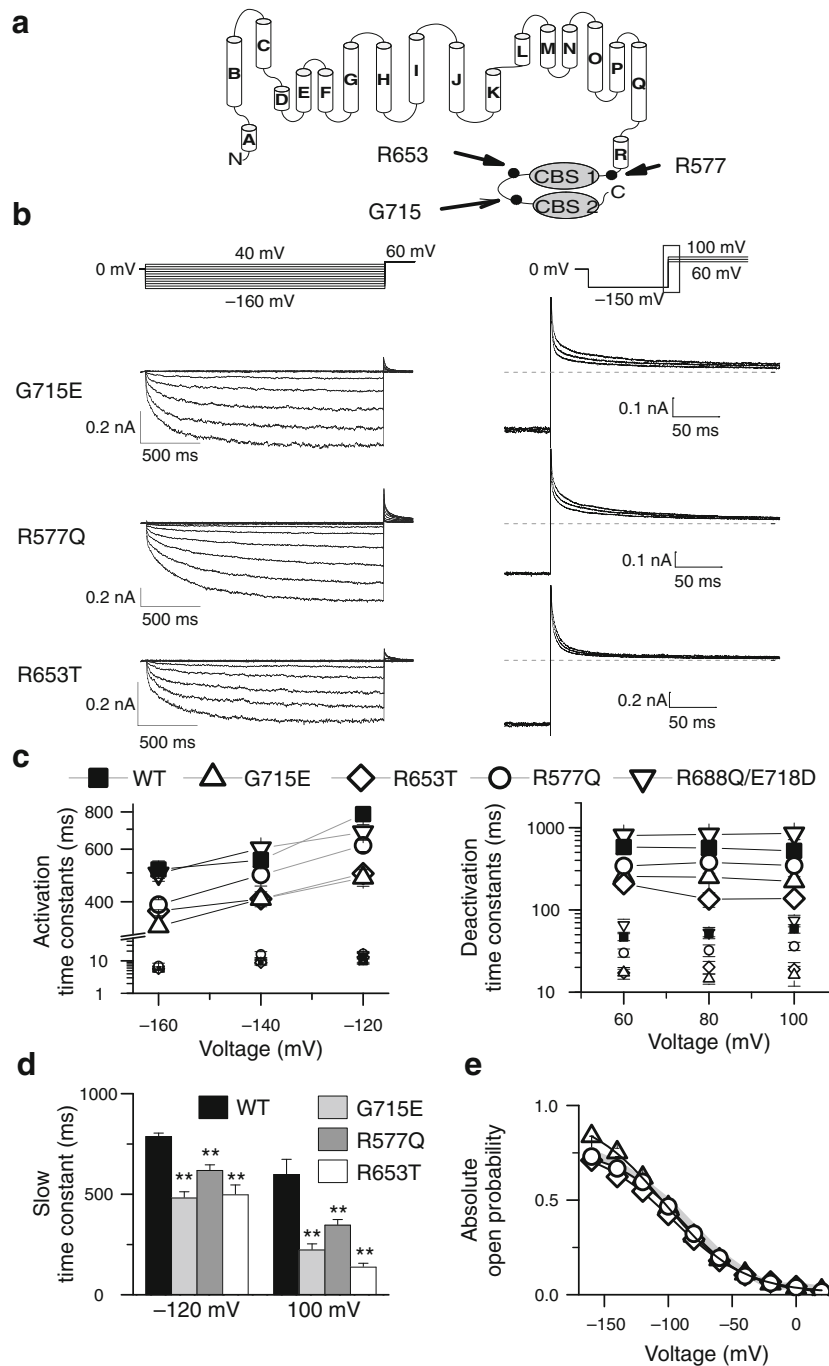 a
B C D E F G H I J K L M N O P Q
A R
N
R653 CBS 1 R577
G715 CBS 2 C
b
40 mV 60 mV
0 mV
−160 mV
100 mV
0 mV 60 mV
−150 mV
G715E
0.2 nA
500 ms
0.1 nA
50 ms
R577Q
0.2 nA
500 ms
0.1 nA
50 ms
R653T
0.2 nA
500 ms
0.2 nA
50 ms
c
WT G715E R653T R577Q R688Q/E718D
Activation
time constants (ms)
800
600
400
10
1
−160 −140 −120
Voltage (mV)
Deactivation
time constants (ms)
1000
100
10
60 80 100
Voltage (mV)
d
Slow
time constant (ms)
1000
500
0
WT G715E
R577Q
R653T
** ** **
** ** **
−120 mV 100 mV
e
Absolute
open probability
1.0
0.5
0.0
−150 −100 −50 0
Voltage (mV)